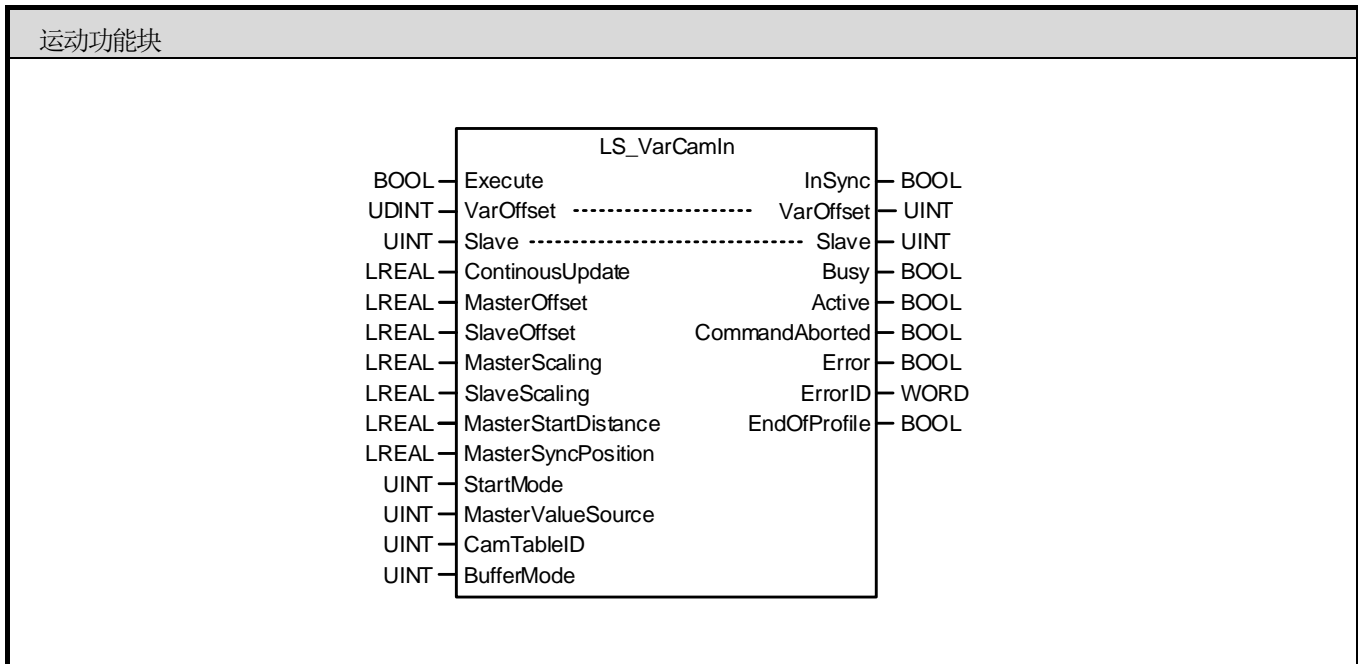 运动功能块
LS_VarCamIn
BOOL Execute InSync BOOL
UDINT VarOffset VarOffset UINT
UINT Slave Slave UINT
LREAL ContinousUpdate Busy BOOL
LREAL MasterOffset Active BOOL
LREAL SlaveOffset CommandAborted BOOL
LREAL MasterScaling Error BOOL
LREAL SlaveScaling ErrorID WORD
LREAL MasterStartDistance EndOfProfile BOOL
LREAL MasterSyncPosition
UINT StartMode
UINT MasterValueSource
UINT CamTableID
UINT BufferMode